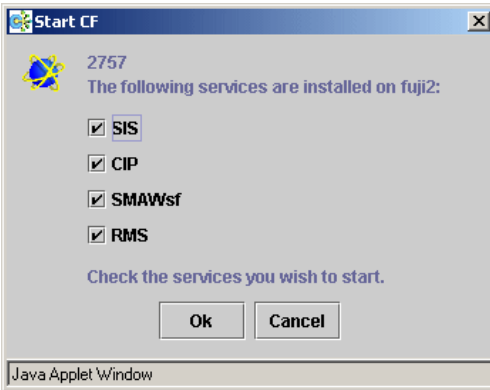 Start CF
2757
The following services are installed on fuji2:
SIS
CIP
SMAWsf
RMS
Check the services you wish to start.
Ok Cancel
Java Applet Window